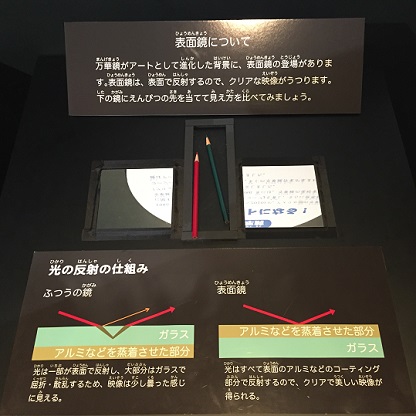 表面鏡について
万華鏡がアートとして進化した背景に、表面鏡の登場がありま
す。表面鏡は、表面で反射するので、クリアな映像がうつります。
下の鏡にえんぴつの先を当てて見え方を比べてみましょう。
光の反射の仕組み
ふつうの鏡
ガラス
アルミなどを蒸着させた部分
光は一部が表面で反射し、大部分はガラスで
屈折・散乱するため、映像は少し曇った感じ
に見える。
表面鏡
アルミなどを蒸着させた部分
ガラス
光はすべて表面のアルミなどのコーティング
部分で反射するので、クリアで美しい映像が
得られる。